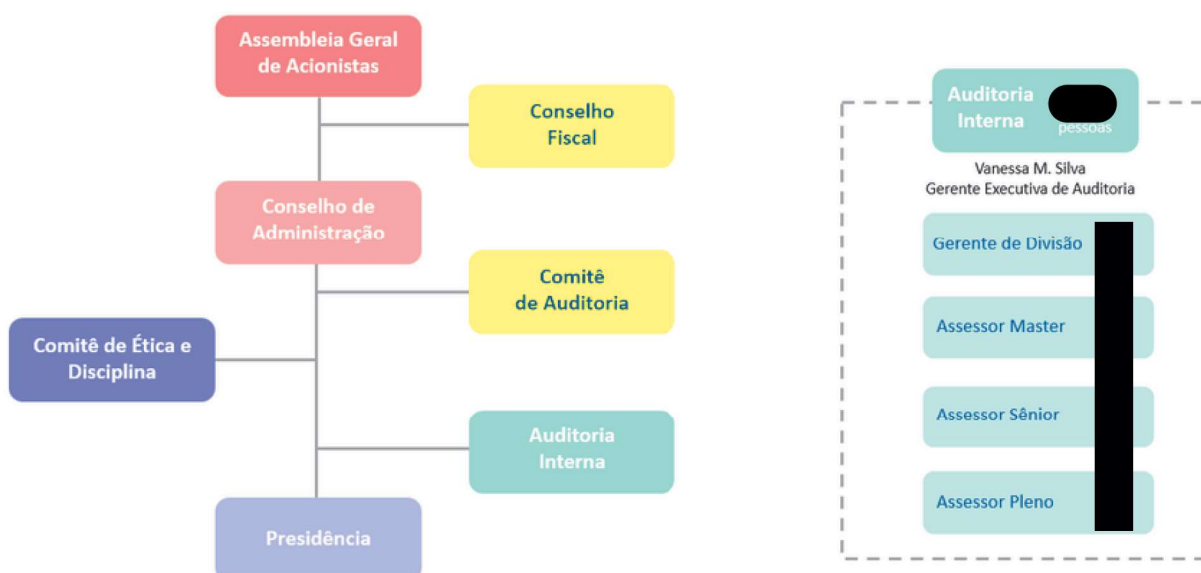 Assembleia Geral
de Acionistas
Conselho
Fiscal
Conselho de
Administração
Comitê
de Auditoria
Comitê de Ética e
Disciplina
Auditoria
Interna
Presidência
Auditoria
Interna
pessoas
Vanessa M. Silva
Gerente Executiva de Auditoria
Gerente de Divisão
Assessor Master
Assessor Sênior
Assessor Pleno